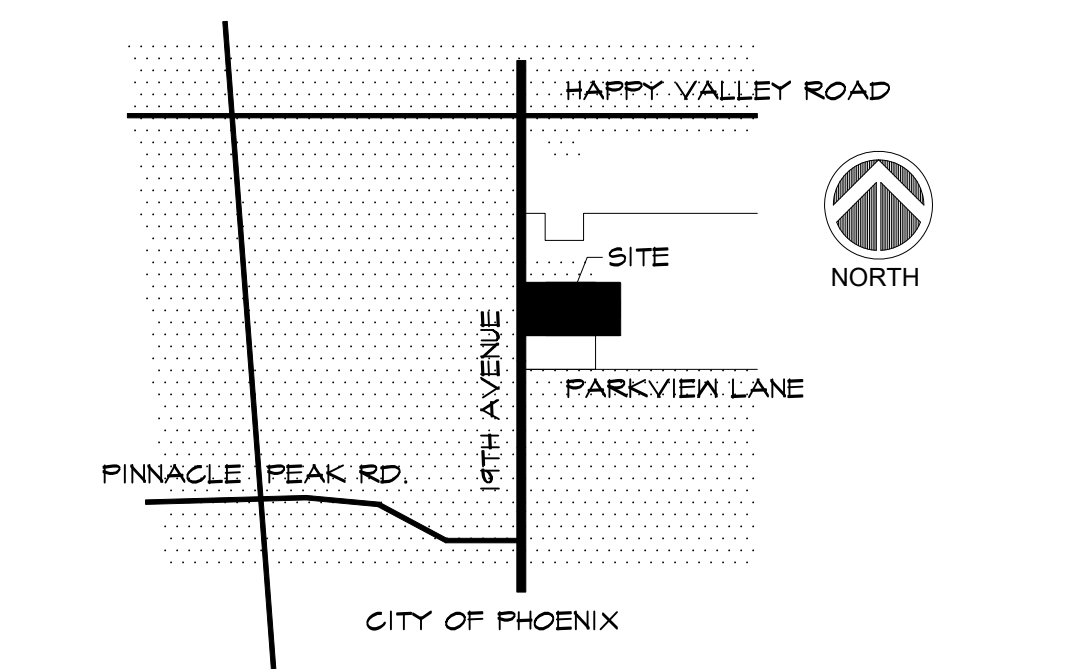 HAPPY VALLEY ROAD
NORTH
SITE
19TH AVENUE
PARKVIEW LANE
PINNACLE PEAK RD.
CITY OF PHOENIX